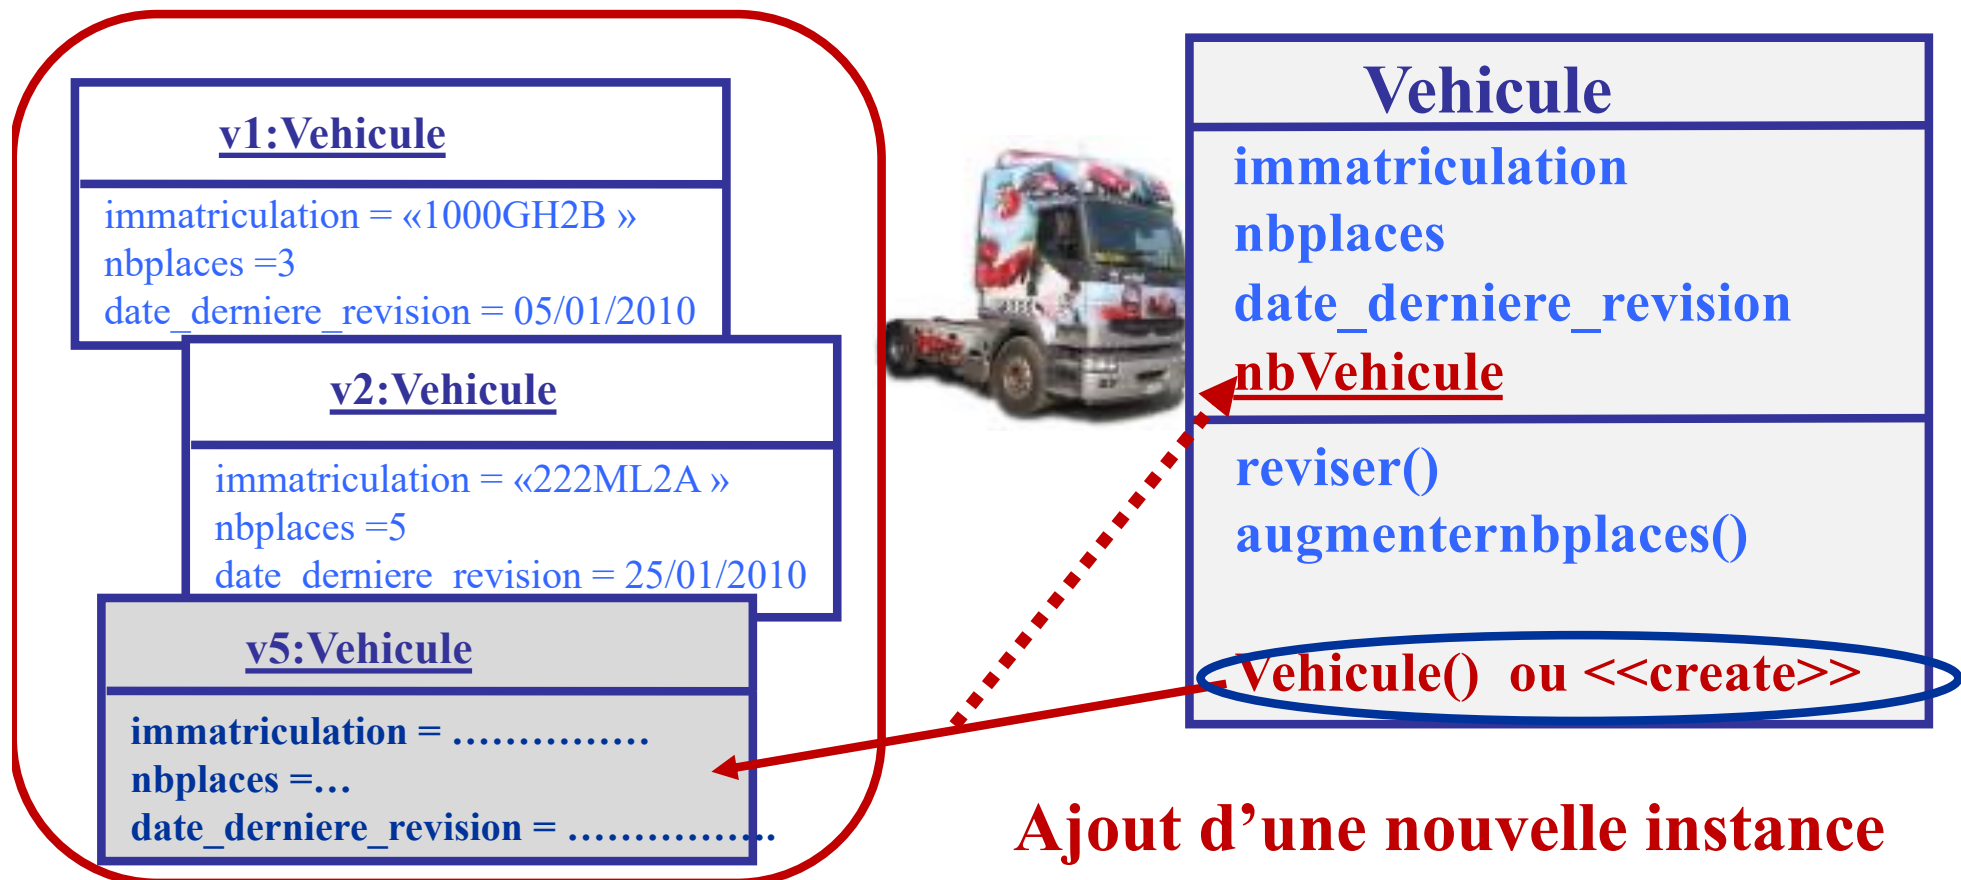 v1:Vehicule
immatriculation = «1000GH2B »
nbplaces =3
date_derniere_revision = 05/01/2010
v2:Vehicule
immatriculation = «222ML2A »
nbplaces =5
date_derniere_revision = 25/01/2010
v5:Vehicule
immatriculation = ……………
nbplaces =…
date_derniere_revision = …………….
Vehicule
immatriculation
nbplaces
date_derniere_revision
nbVehicule
reviser()
augmenternbplaces()
Vehicule() ou <<create>>
Ajout d’une nouvelle instance